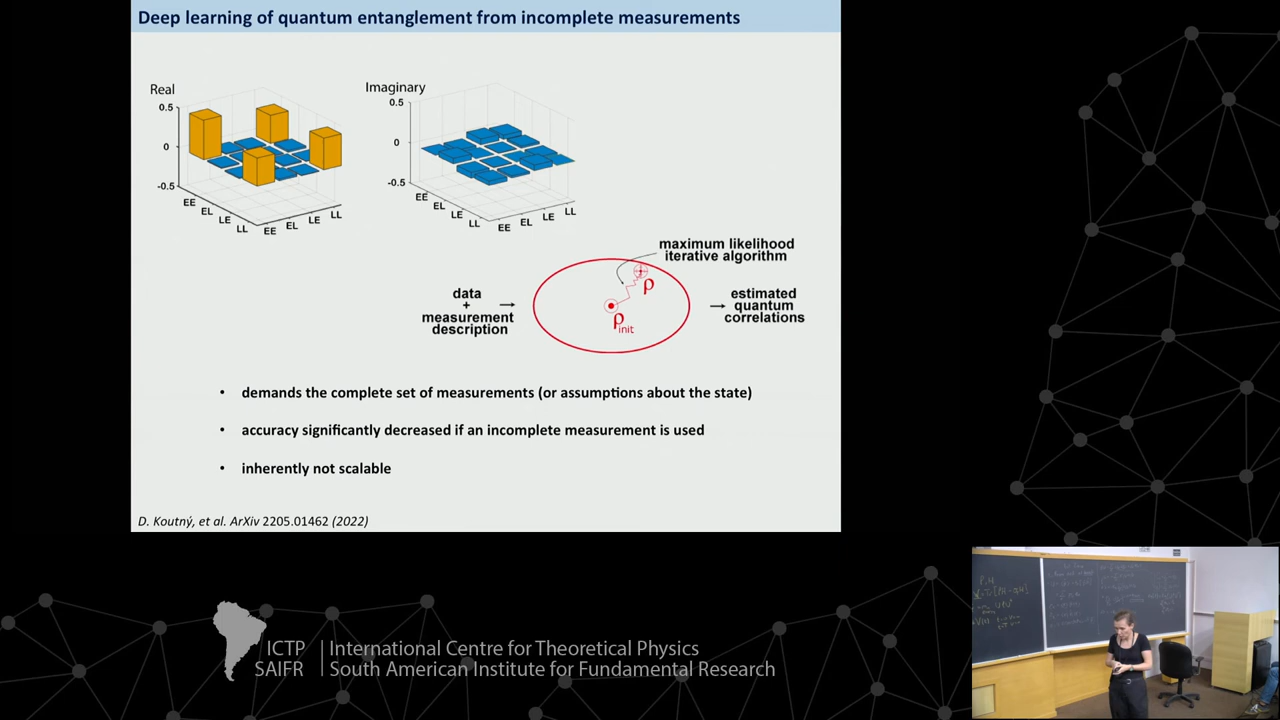 Deep learning of quantum entanglement from incomplete measurements
Real
0.5
0
-0.5
EE
EL
LE
LL
EE
EL
LE
LL
Imaginary
0.5
0
-0.5
EE
EL
LE
LL
EE
EL
LE
LL
maximum likelihood
iterative algorithm
data
+
measurement
description
ρ
ρinit
estimated
quantum
correlations
• demands the complete set of measurements (or assumptions about the state)
• accuracy significantly decreased if an incomplete measurement is used
• inherently not scalable
D. Koutný, et al. ArXiv 2205.01462 (2022)
ICTP
SAIFR
International Centre for Theoretical Physics
South American Institute for Fundamental Research